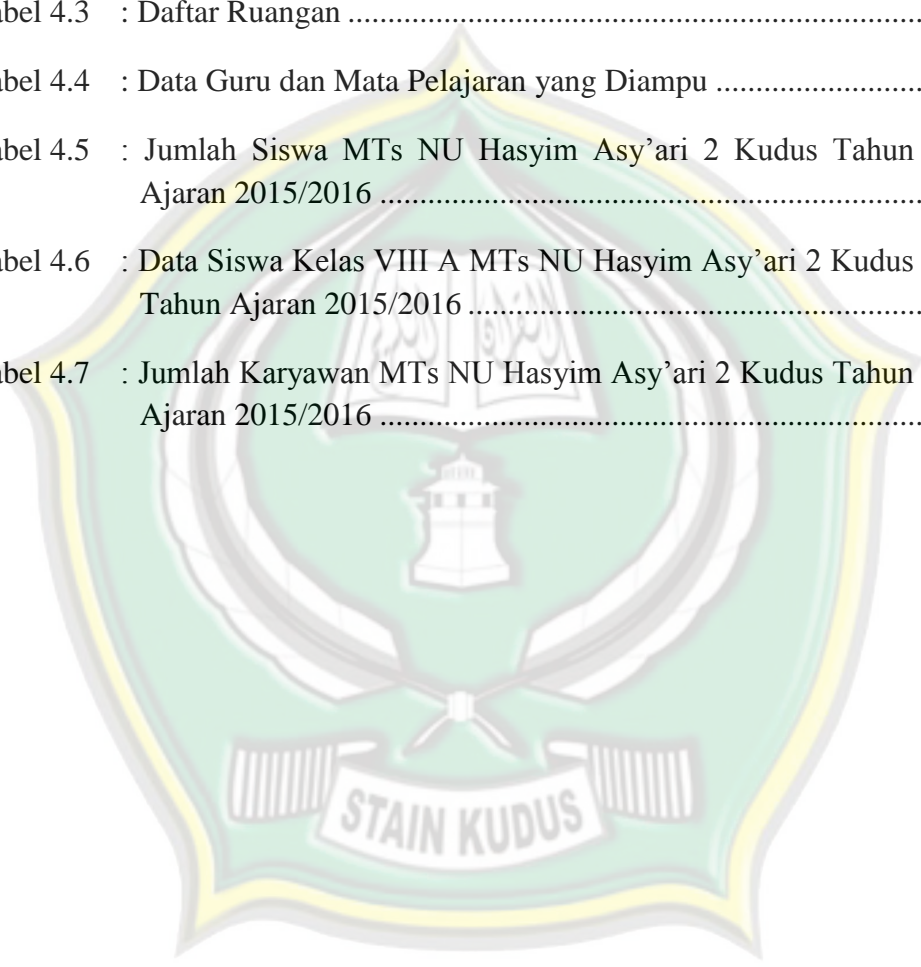 abel 4.3 : Daftar Ruangan ........................................................................
abel 4.4 : Data Guru dan Mata Pelajaran yang Diampu ..........................
abel 4.5 : Jumlah Siswa MTs NU Hasyim Asy’ari 2 Kudus Tahun
Ajaran 2015/2016 ....................................................................
abel 4.6 : Data Siswa Kelas VIII A MTs NU Hasyim Asy’ari 2 Kudus
Tahun Ajaran 2015/2016 .........................................................
abel 4.7 : Jumlah Karyawan MTs NU Hasyim Asy’ari 2 Kudus Tahun
Ajaran 2015/2016 ....................................................................
STAIN KUDUS